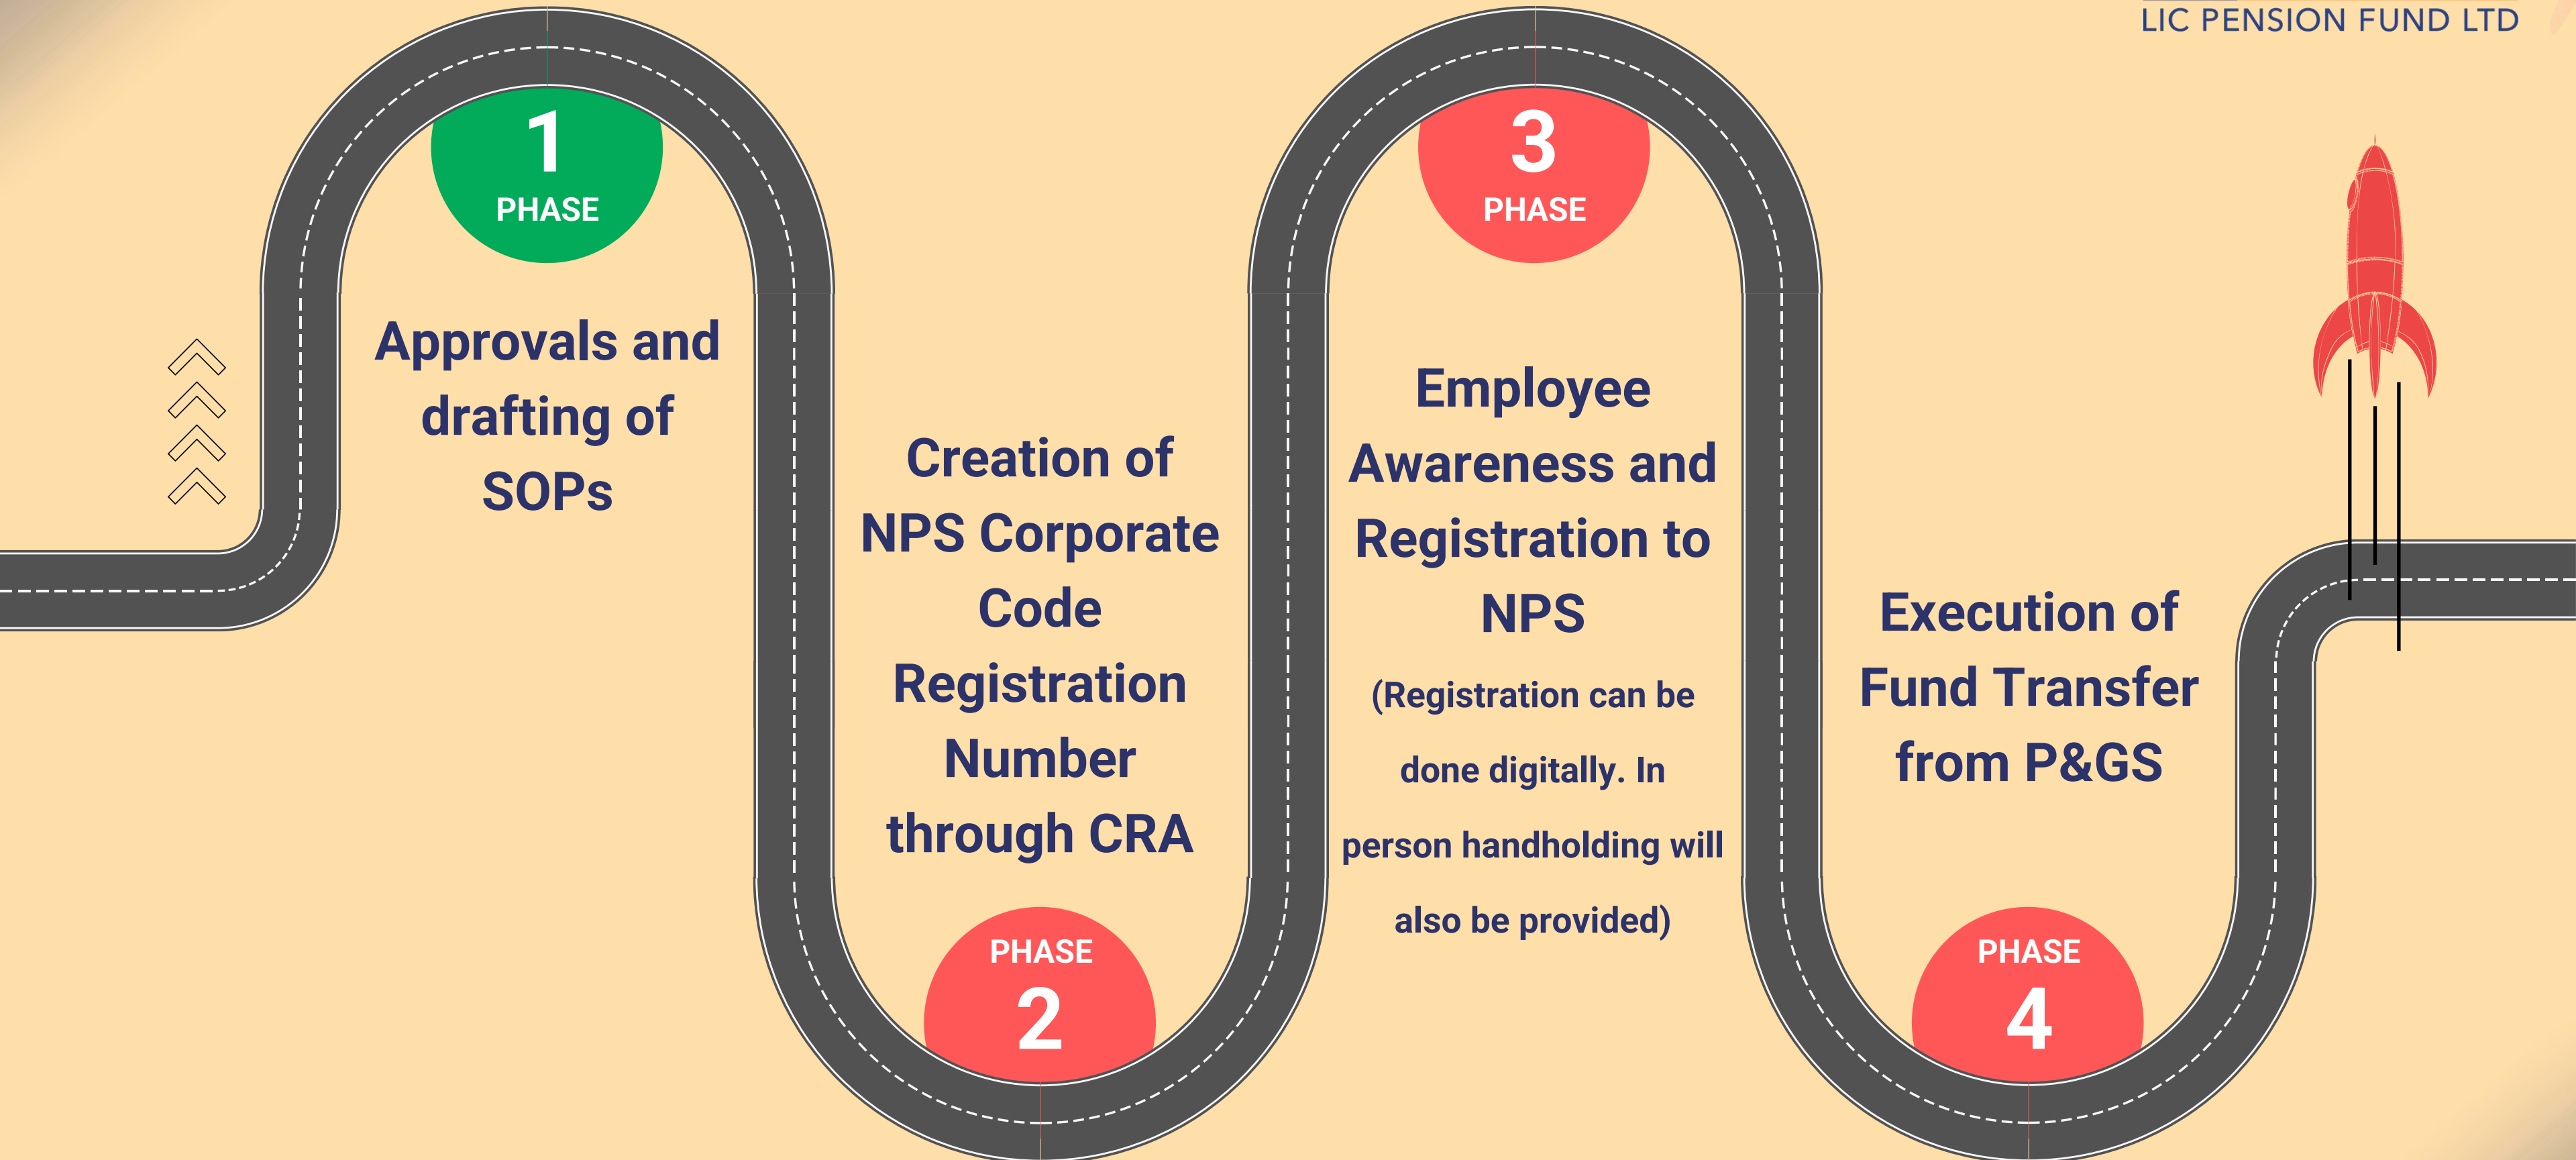 LIC PENSION FUND LTD
1
PHASE
Approvals and
drafting of
SOPs
Creation of
NPS Corporate
Code
Registration
Number
through CRA
PHASE
2
3
PHASE
Employee
Awareness and
Registration to
NPS
(Registration can be
done digitally. In
person handholding will
also be provided)
Execution of
Fund Transfer
from P&GS
PHASE
4